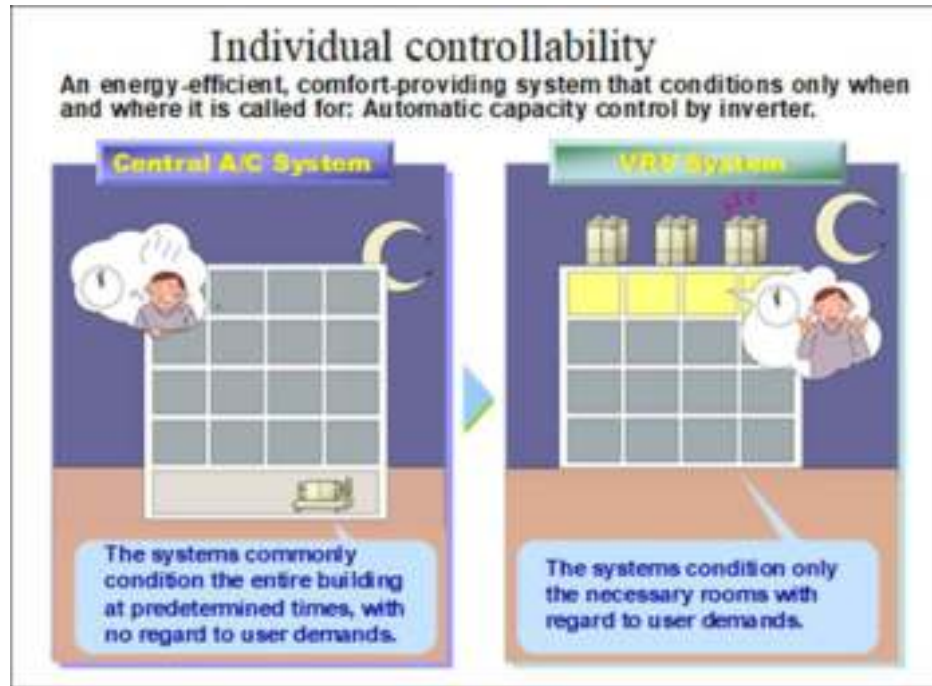 Individual controllability
An energy-efficient, comfort-providing system that conditions only when
and where it is called for: Automatic capacity control by inverter.
Central A/C System
The systems commonly
condition the entire building
at predetermined times, with
no regard to user demands.
VRV System
The systems condition only
the necessary rooms with
regard to user demands.